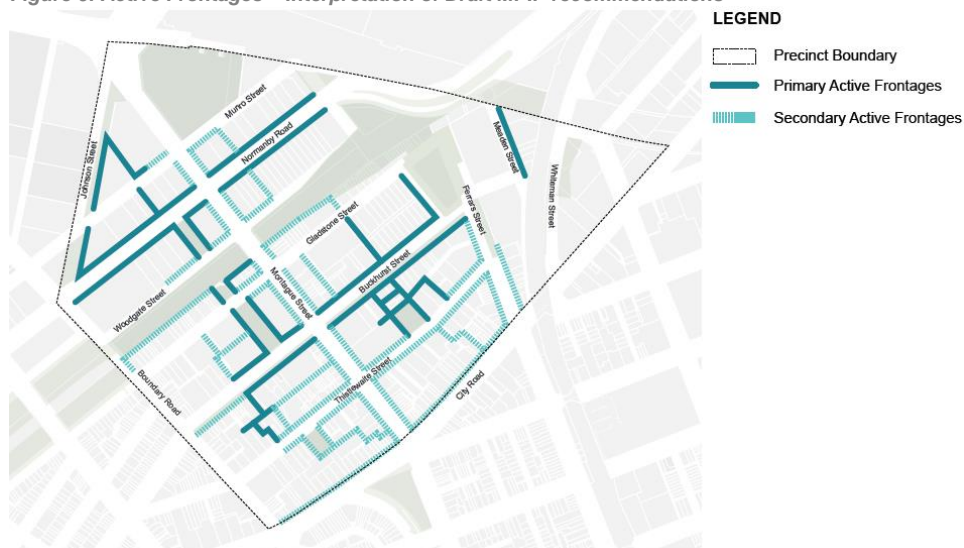 LEGEND
Precinct Boundary
Primary Active Frontages
Secondary Active Frontages
Munro Street
Normanby Road
Johnson Street
Meaden Street
Whiteman Street
Ferrars Street
Gladstone Street
Buckhurst Street
Montague Street
Woodgate Street
Boundary Road
Thistlethwaite Street
City Road